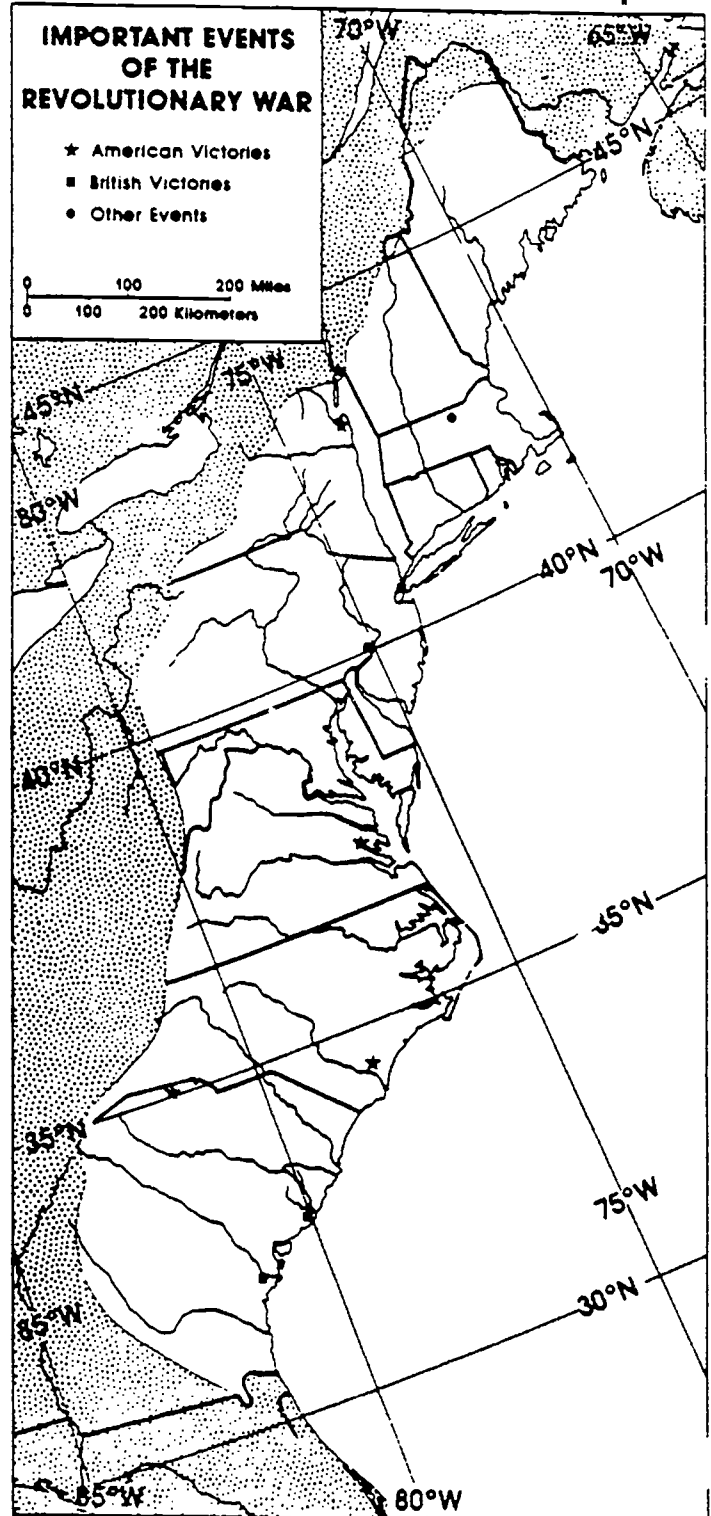 IMPORTANT EVENTS
OF THE
REVOLUTIONARY WAR
★ American Victories
■ British Victories
● Other Events
0 100 200 Miles
0 100 200 Kilometers
70°W
65°W
45°N
75°W
45°N
80°W
40°N
70°W
40°N
35°N
35°N
75°W
30°N
85°W
85°W
80°W